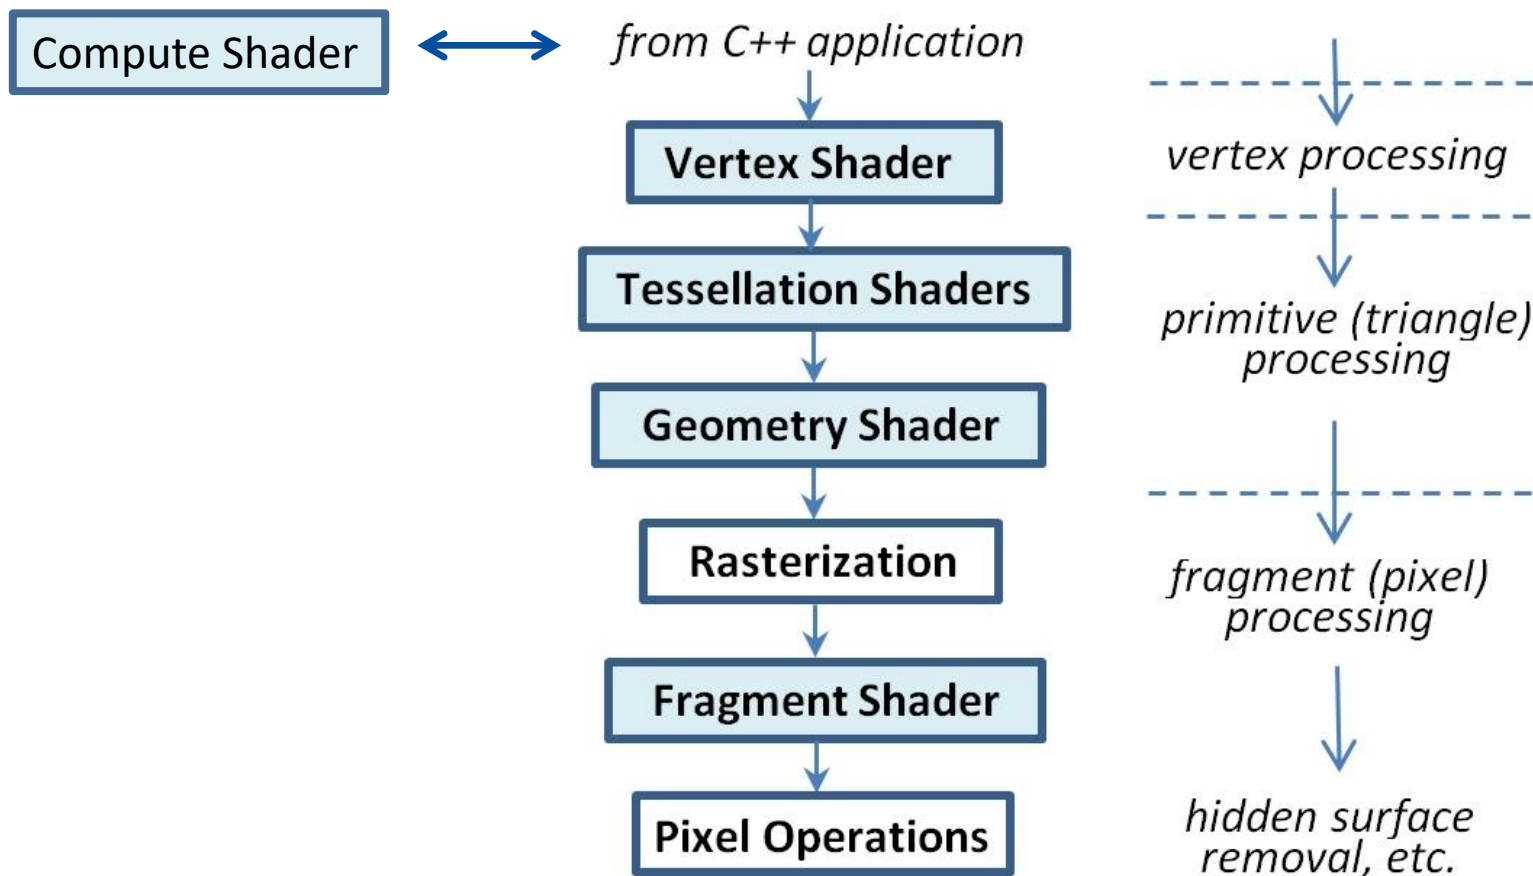 Compute Shader
from C++ application
Vertex Shader
vertex processing
Tessellation Shaders
primitive (triangle)
processing
Geometry Shader
Rasterization
fragment (pixel)
processing
Fragment Shader
Pixel Operations
hidden surface
removal, etc.